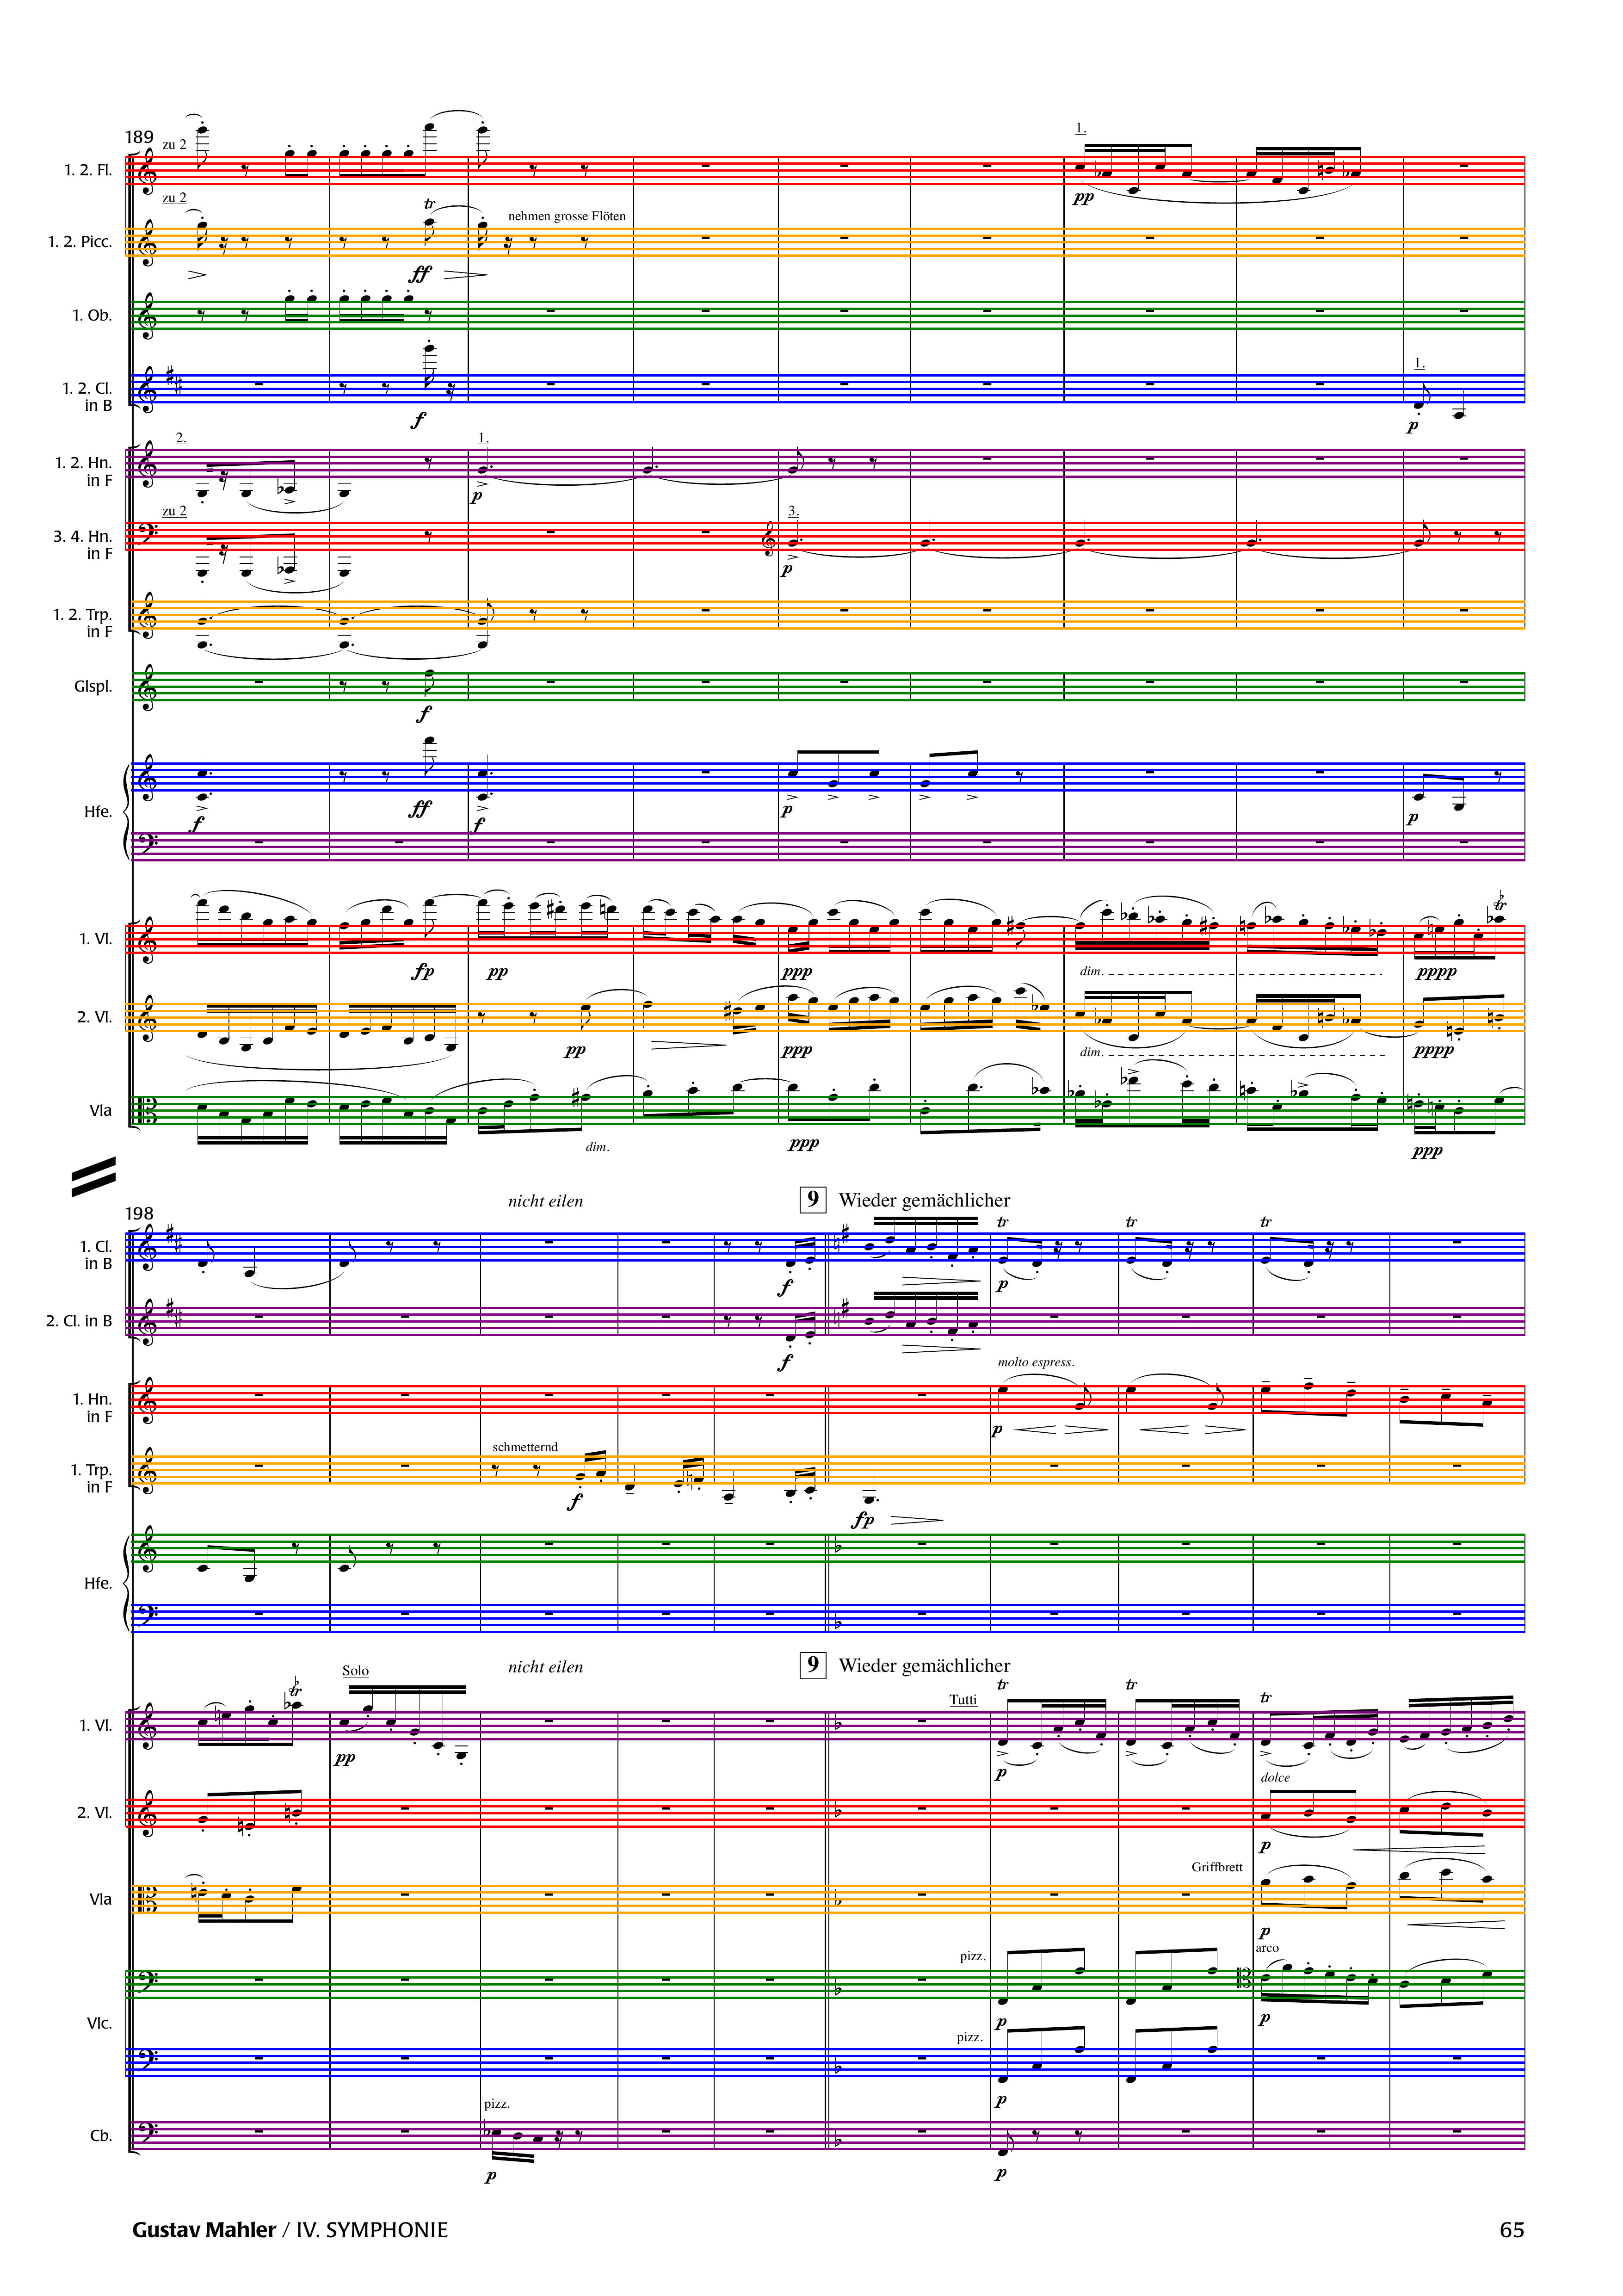 189
zu 2
1.
1. 2. Fl.
pp
zu 2
tr
nehmen grosse Flöten
1. 2. Picc.
ff
1. Ob.
1.
1. 2. Cl.
in B
f
p
2.
1.
1. 2. Hn.
in F
p
zu 2
3.
3. 4. Hn.
in F
p
1. 2. Trp.
in F
Glspl.
f
Hfe.
f
ff
f
p
p
tr
1. Vl.
fp
pp
ppp
dim.
pppp
2. Vl.
pp
ppp
dim.
pppp
Vla
dim.
ppp
ppp
nicht eilen
9
Wieder gemächlicher
198
tr
tr
tr
1. Cl.
in B
f
p
2. Cl. in B
f
molto espress.
1. Hn.
in F
p
schmetternd
1. Trp.
in F
f
fp
Hfe.
nicht eilen
9
Wieder gemächlicher
Solo
tr
Tutti
tr
tr
tr
1. Vl.
pp
p
dolce
2. Vl.
p
Griffbrett
Vla
p
pizz.
arco
Vlc.
p
p
pizz.
p
pizz.
Cb.
p
p
Gustav Mahler / IV. SYMPHONIE
65